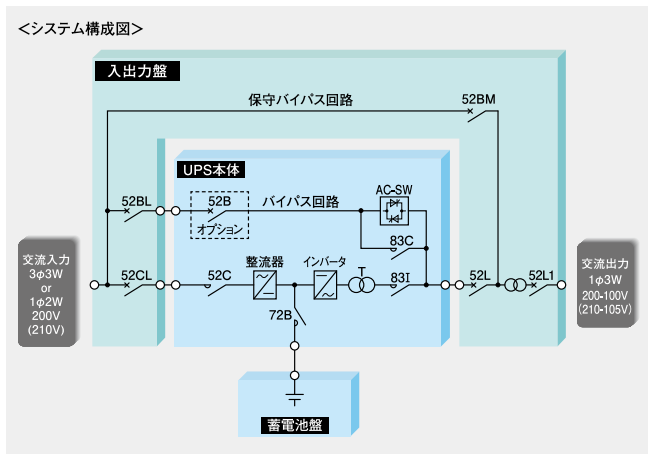 ＜システム構成図＞
入出力盤
保守バイパス回路
52BM
UPS本体
52BL
52B
オプション
バイパス回路
AC-SW
83C
交流入力
3φ3W
or
1φ2W
200V
(210V)
52CL
52C
整流器
インバータ
T
83I
52L
52L1
交流出力
1φ3W
200-100V
(210-105V)
72B
蓄電池盤